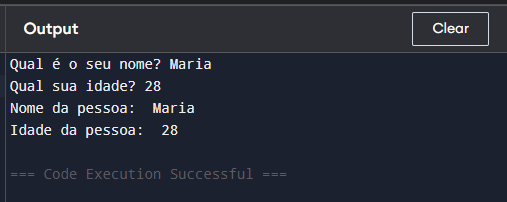 Output
Clear
Qual é o seu nome? Maria
Qual sua idade? 28
Nome da pessoa:  Maria
Idade da pessoa:  28
=== Code Execution Successful ===